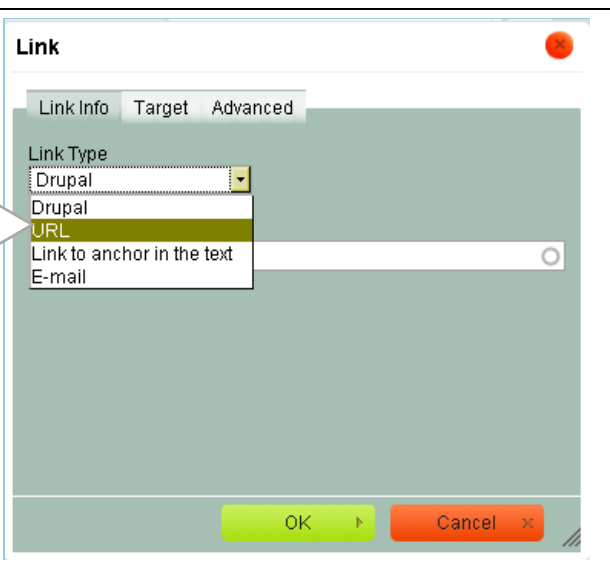 Link
Link Info Target Advanced
Link Type
Drupal
Drupal
URL
Link to anchor in the text
E-mail
OK Cancel